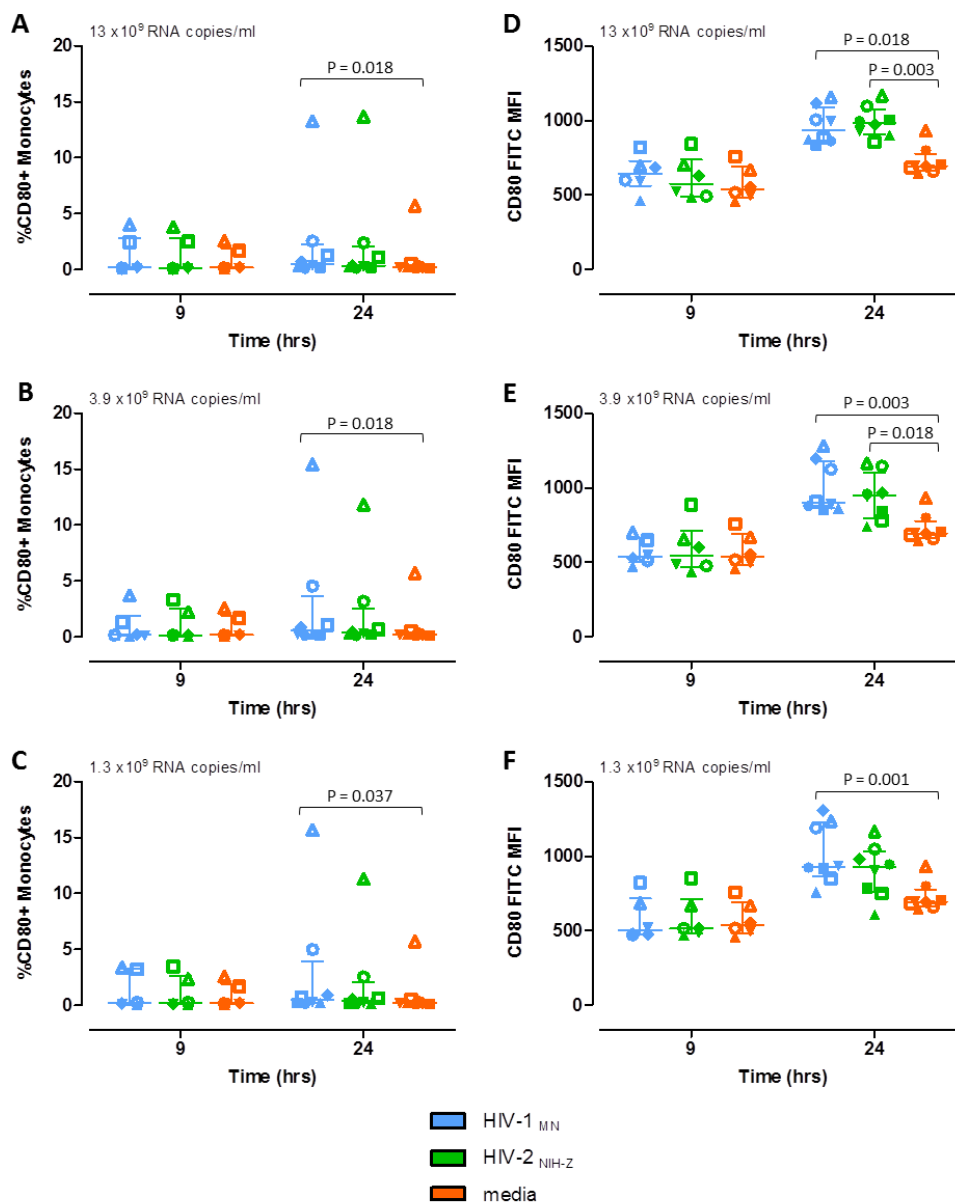 A
13 x10⁹ RNA copies/ml
P = 0.018
20
15
10
5
0
%CD80+ Monocytes
9
24
Time (hrs)
D
13 x10⁹ RNA copies/ml
P = 0.018
P = 0.003
1500
1000
500
0
CD80 FITC MFI
9
24
Time (hrs)
B
3.9 x10⁹ RNA copies/ml
P = 0.018
20
15
10
5
0
%CD80+ Monocytes
9
24
Time (hrs)
E
3.9 x10⁹ RNA copies/ml
P = 0.003
P = 0.018
1500
1000
500
0
CD80 FITC MFI
9
24
Time (hrs)
C
1.3 x10⁹ RNA copies/ml
P = 0.037
20
15
10
5
0
%CD80+ Monocytes
9
24
Time (hrs)
F
1.3 x10⁹ RNA copies/ml
P = 0.001
1500
1000
500
0
CD80 FITC MFI
9
24
Time (hrs)
HIV-1 MN
HIV-2 NIH-Z
media